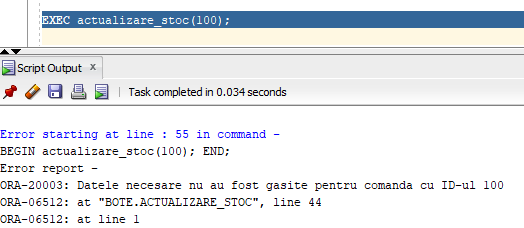 EXEC actualizare_stoc(100);
Script Output x
Task completed in 0.034 seconds
Error starting at line : 55 in command -
BEGIN actualizare_stoc(100); END;
Error report -
ORA-20003: Datele necesare nu au fost gasite pentru comanda cu ID-ul 100
ORA-06512: at "BOTE.ACTUALIZARE_STOC", line 44
ORA-06512: at line 1